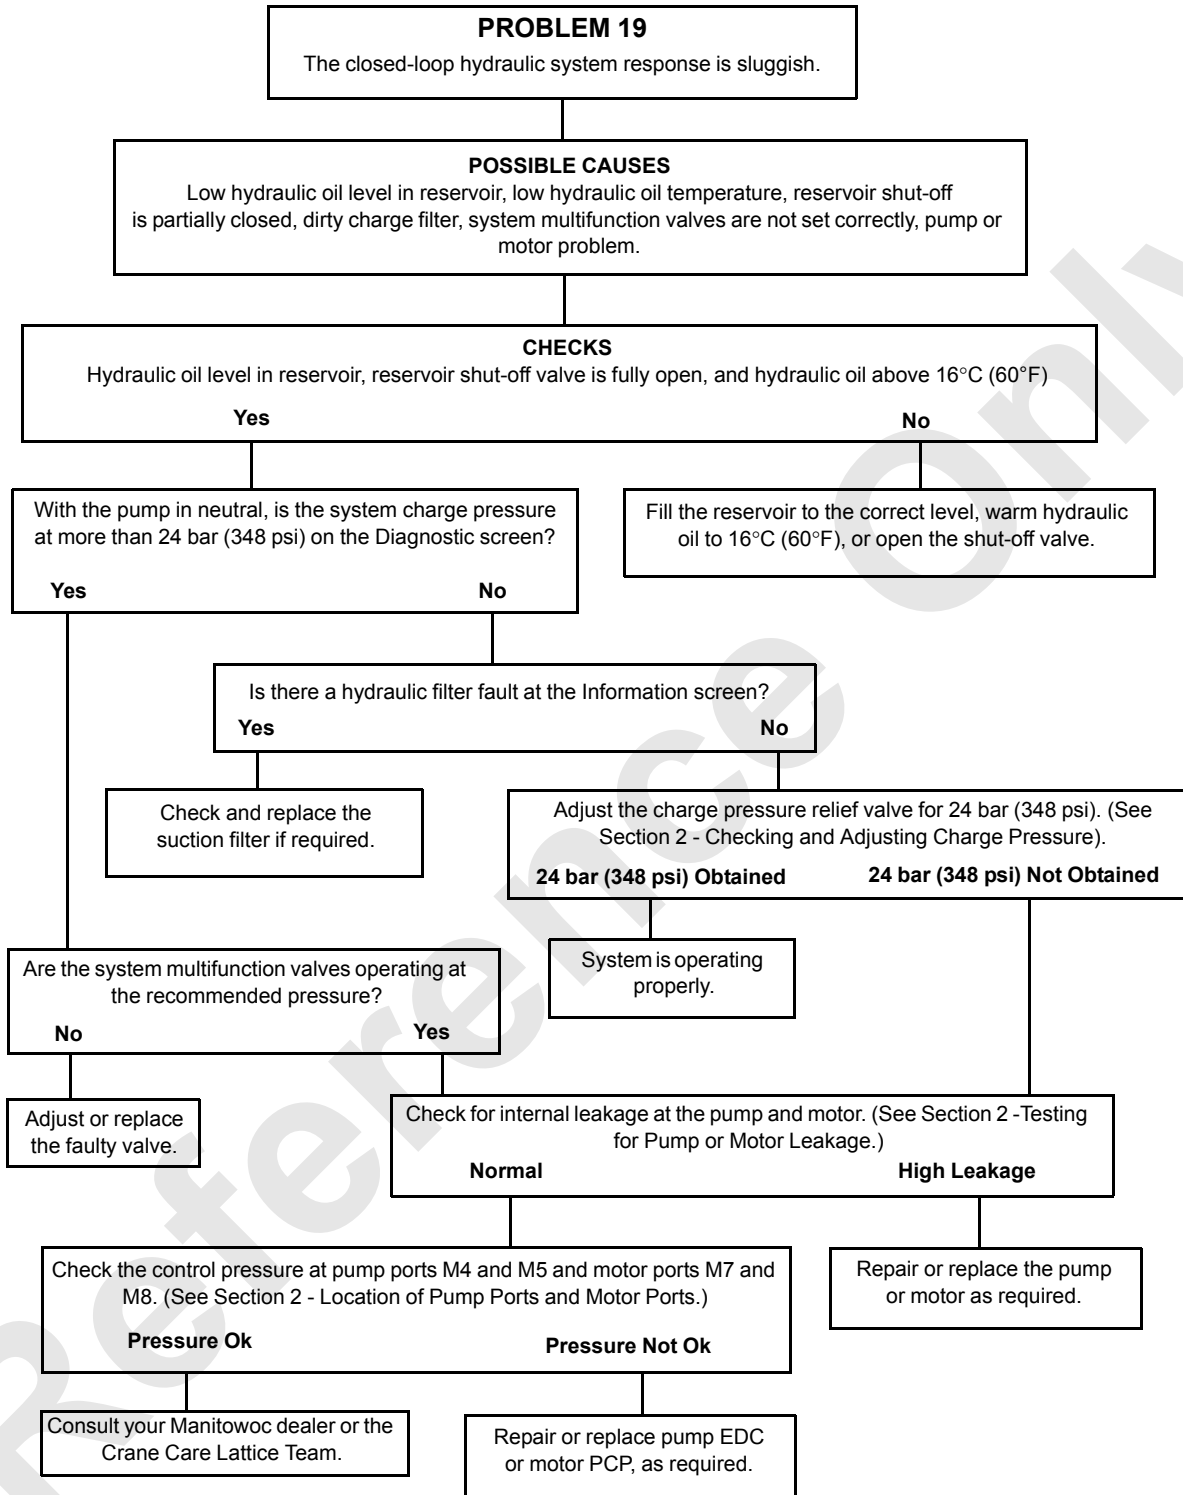 PROBLEM 19
The closed-loop hydraulic system response is sluggish.
POSSIBLE CAUSES
Low hydraulic oil level in reservoir, low hydraulic oil temperature, reservoir shut-off
is partially closed, dirty charge filter, system multifunction valves are not set correctly, pump or
motor problem.
CHECKS
Hydraulic oil level in reservoir, reservoir shut-off valve is fully open, and hydraulic oil above 16°C (60°F)
Yes
No
With the pump in neutral, is the system charge pressure
at more than 24 bar (348 psi) on the Diagnostic screen?
Yes
No
Fill the reservoir to the correct level, warm hydraulic
oil to 16°C (60°F), or open the shut-off valve.
Is there a hydraulic filter fault at the Information screen?
Yes
No
Check and replace the
suction filter if required.
Adjust the charge pressure relief valve for 24 bar (348 psi). (See
Section 2 - Checking and Adjusting Charge Pressure).
24 bar (348 psi) Obtained
24 bar (348 psi) Not Obtained
System is operating
properly.
Are the system multifunction valves operating at
the recommended pressure?
No
Yes
Adjust or replace
the faulty valve.
Check for internal leakage at the pump and motor. (See Section 2 -Testing
for Pump or Motor Leakage.)
Normal
High Leakage
Check the control pressure at pump ports M4 and M5 and motor ports M7 and
M8. (See Section 2 - Location of Pump Ports and Motor Ports.)
Pressure Ok
Pressure Not Ok
Repair or replace the pump
or motor as required.
Consult your Manitowoc dealer or the
Crane Care Lattice Team.
Repair or replace pump EDC
or motor PCP, as required.
Reference Only